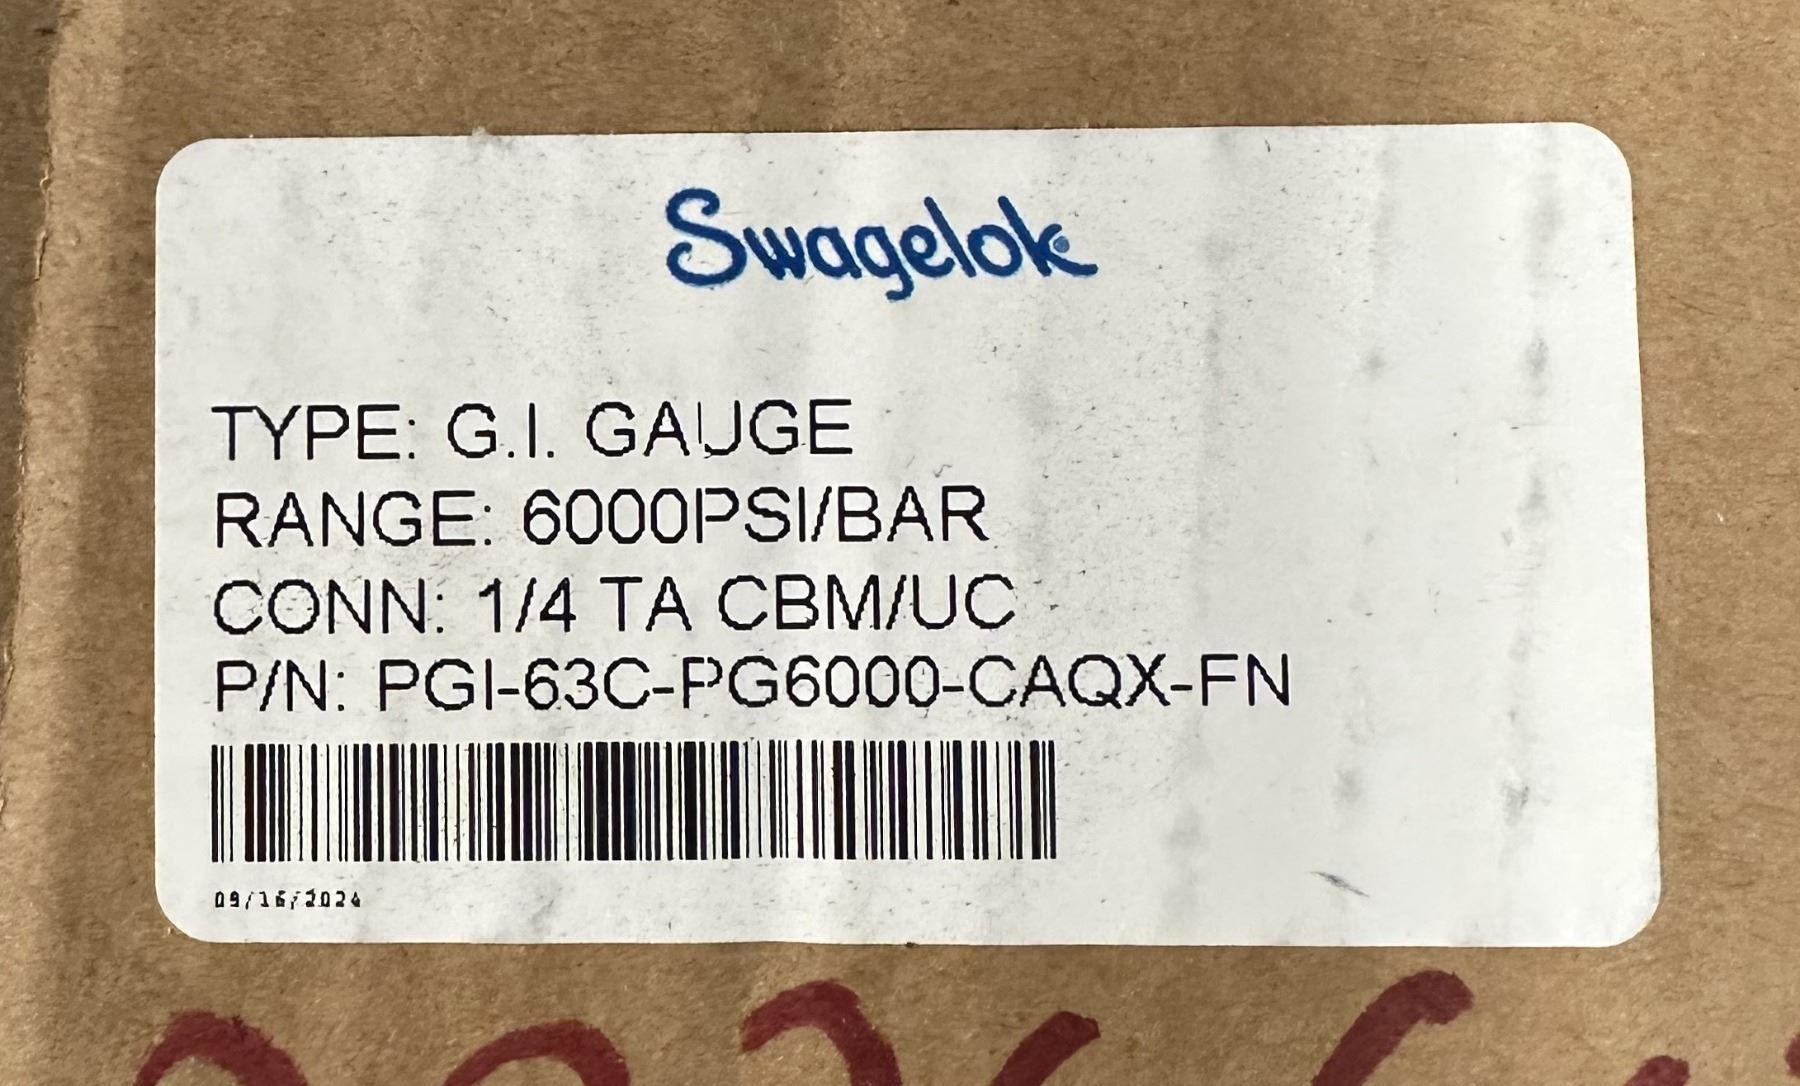 Swagelok
TYPE: G.I. GAUGE
RANGE: 6000PSI/BAR
CONN: 1/4 TA CBM/UC
P/N: PGI-63C-PG6000-CAQX-FN
09/16/2024